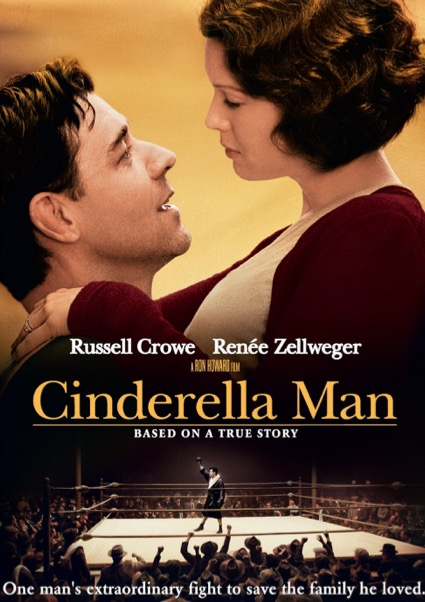 Russell Crowe Renée Zellweger
A RON HOWARD FILM
Cinderella Man
BASED ON A TRUE STORY
One man's extraordinary fight to save the family he loved.